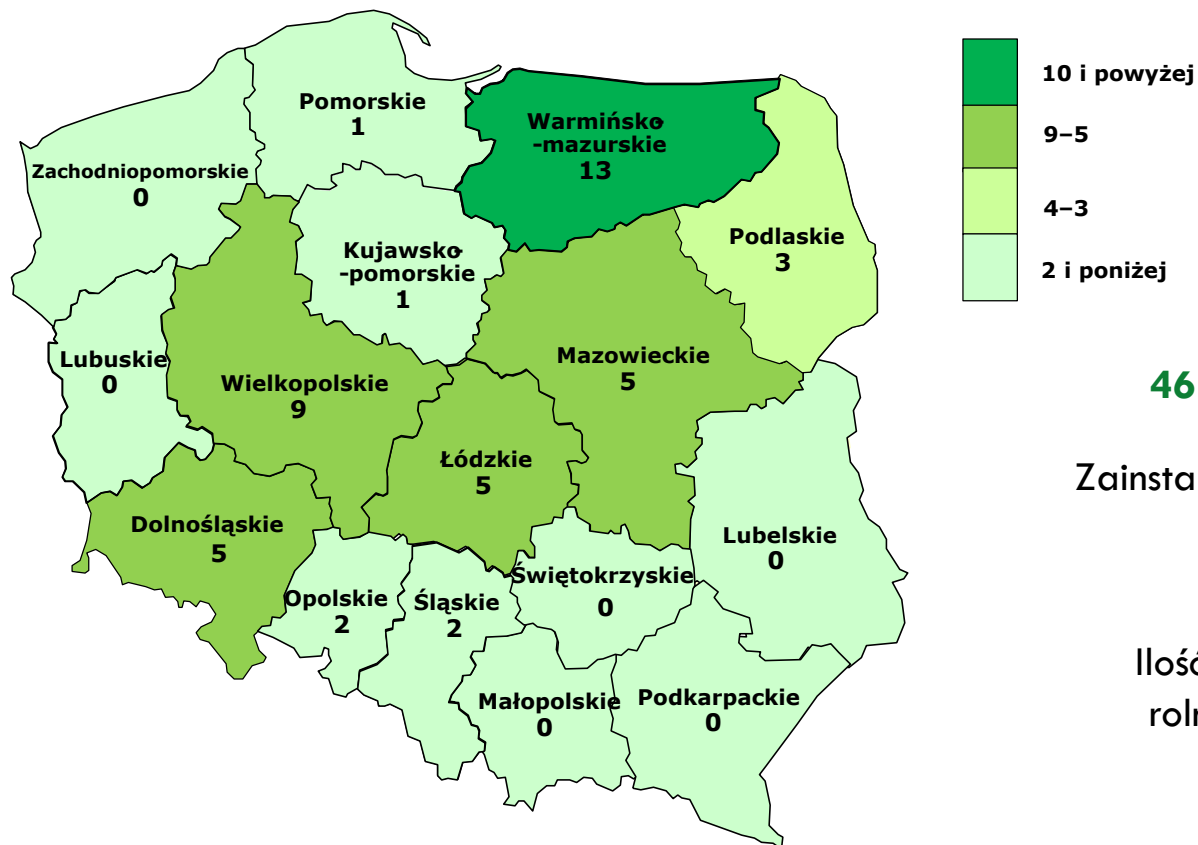 Pomorskie
1
Warmińsko-
-mazurskie
13
Zachodniopomorskie
0
Podlaskie
3
Kujawsko-
-pomorskie
1
Lubuskie
0
Wielkopolskie
9
Mazowieckie
5
Łódzkie
5
Dolnośląskie
5
Lubelskie
0
Opolskie
2
Śląskie
2
Świętokrzyskie
0
Małopolskie
0
Podkarpackie
0
10 i powyżej
9–5
4–3
2 i poniżej
46
Zainsta
Ilość
roln